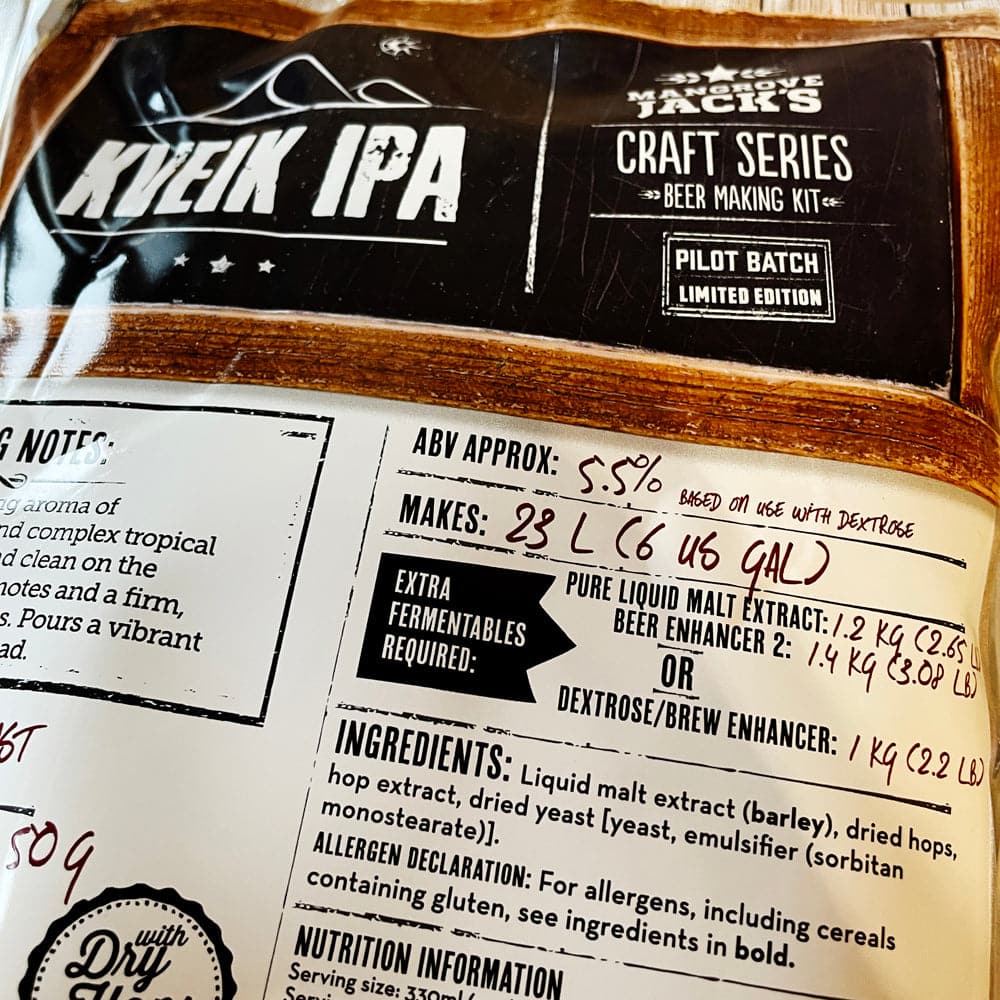 KVEIK IPA
MANGROVE
JACK'S
CRAFT SERIES
BEER MAKING KIT
PILOT BATCH
LIMITED EDITION
NOTES:
aroma of
complex tropical
clean on the
notes and a firm,
Pours a vibrant
50g
with
Dry
ABV APPROX: 5.5% BASED ON USE WITH DEXTROSE
MAKES: 23 L (6 US GAL)
EXTRA
FERMENTABLES
REQUIRED:
PURE LIQUID MALT EXTRACT: 1.2 KG (2.65
BEER ENHANCER 2: 1.4 KG (3.08 LB)
OR
DEXTROSE/BREW ENHANCER: 1 KG (2.2 LB)
INGREDIENTS: Liquid malt extract (barley), dried hops,
hop extract, dried yeast [yeast, emulsifier (sorbitan
monostearate)].
ALLERGEN DECLARATION: For allergens, including cereals
containing gluten, see ingredients in bold.
NUTRITION INFORMATION
Serving size: 330ml